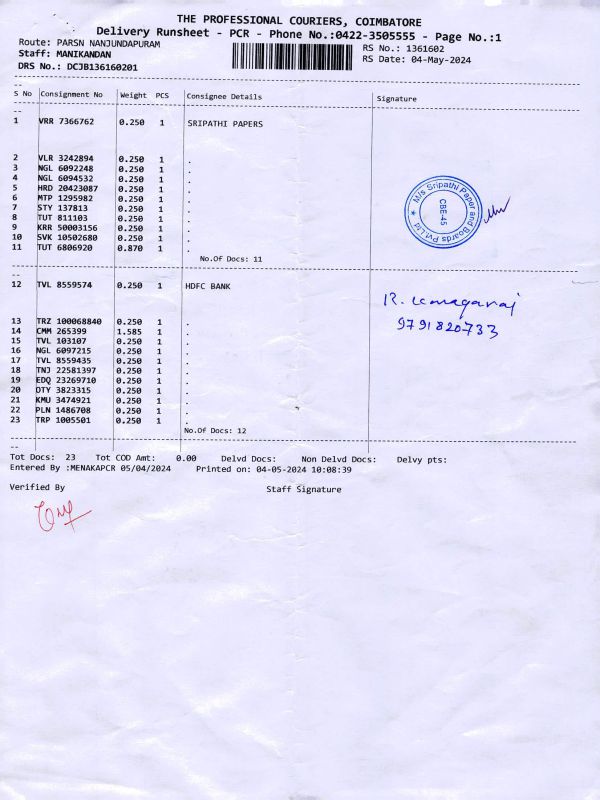 THE PROFESSIONAL COURIERS, COIMBATORE
Delivery Runsheet - PCR - Phone No.:0422-3505555 - Page No.:1
Route: PARSN NANJUNDAPURAM
RS No.: 1361602
Staff: MANIKANDAN
RS Date: 04-May-2024
DRS No.: DCJB136160201
S No Consignment No Weight PCS Consignee Details Signature
1 VRR 7366762 0.250 1 SRIPATHI PAPERS
2 VLR 3242894 0.250 1 .
3 NGL 6092248 0.250 1 .
4 NGL 6094532 0.250 1 .
5 HRD 20423087 0.250 1 .
6 MTP 1295982 0.250 1 .
7 STY 137813 0.250 1 .
8 TUT 811103 0.250 1 .
9 KRR 50003156 0.250 1 .
10 SVK 10502680 0.250 1 .
11 TUT 6806920 0.870 1 .
No.Of Docs: 11
M/s Sripathi Paper and Boards Pvt Ltd ★
CBE-45
12 TVL 8559574 0.250 1 HDFC BANK
R.
9791820733
13 TRZ 100068840 0.250 1 .
14 CMM 265399 1.585 1 .
15 TVL 103107 0.250 1 .
16 NGL 6097215 0.250 1 .
17 TVL 8559435 0.250 1 .
18 TNJ 22581397 0.250 1 .
19 EDQ 23269710 0.250 1 .
20 DTY 3823315 0.250 1 .
21 KMU 3474921 0.250 1 .
22 PLN 1486708 0.250 1 .
23 TRP 1005501 0.250 1 .
No.Of Docs: 12
Tot Docs: 23 Tot COD Amt: 0.00 Delvd Docs: Non Delvd Docs: Delvy pts:
Entered By :MENAKAPCR 05/04/2024 Printed on: 04-05-2024 10:08:39
Verified By Staff Signature